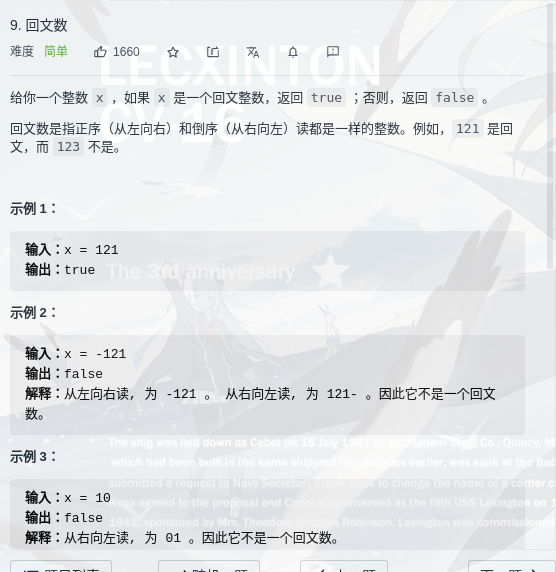 9. 回文数
难度 简单 1660
LECXINTON
CV 16
给你一个整数 x ，如果 x 是一个回文整数，返回 true ；否则，返回 false 。
回文数是指正序（从左向右）和倒序（从右向左）读都是一样的整数。例如， 121 是回
文，而 123 不是。
示例 1：
输入：x = 121
输出：true
The 3rd anniversary
示例 2：
输入：x = -121
输出：false
解释：从左向右读, 为 -121 。 从右向左读, 为 121- 。因此它不是一个回文
数。
The ship was laid down as Cabot on 15 July 1941 by Bethlehem Steel Co., Quincy, M
which had been built in the same shipyard two decades earlier, was sunk at the Bat
submitted a request to Navy Secretary Frank Knox to change the name of a carrier c
Knox agreed to the proposal and Cabot was renamed as the fifth USS Lexington on 1
1942, sponsored by Mrs. Theodore Douglas Robinson. Lexington was commissioned
示例 3：
输入：x = 10
输出：false
解释：从右向左读, 为 01 。因此它不是一个回文数。